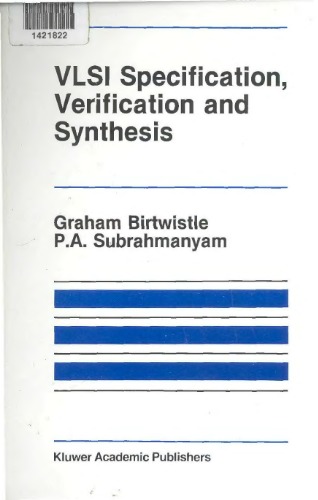 1421822
VLSI Specification,
Verification and
Synthesis
Graham Birtwistle
P.A. Subrahmanyam
Kluwer Academic Publishers